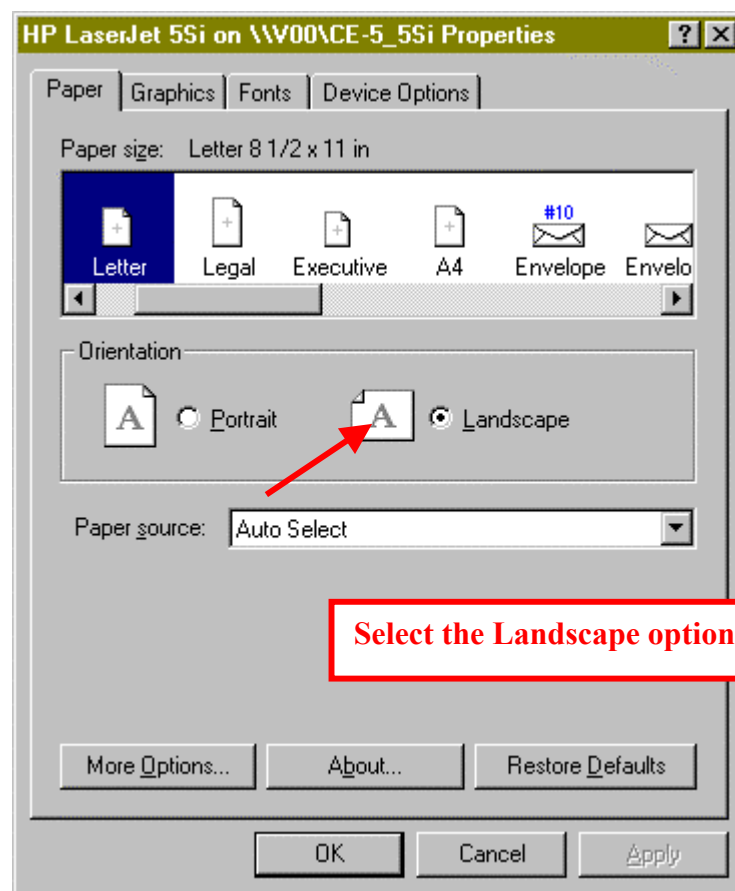 HP LaserJet 5Si on \\V00\CE-5_5Si Properties
Paper Graphics Fonts Device Options
Paper size: Letter 8 1/2 x 11 in
#10
Letter Legal Executive A4 Envelope Envelo
Orientation
A Portrait A Landscape
Paper source: Auto Select
Select the Landscape option
More Options... About... Restore Defaults
OK Cancel Apply